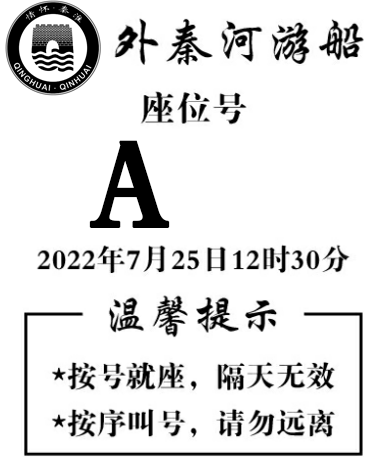 情怀·秦淮
QINGHUAI·QINHUAI
外秦河游船
座位号
A
2022年7月25日12时30分
温馨提示
*按号就座，隔天无效
*按序叫号，请勿远离